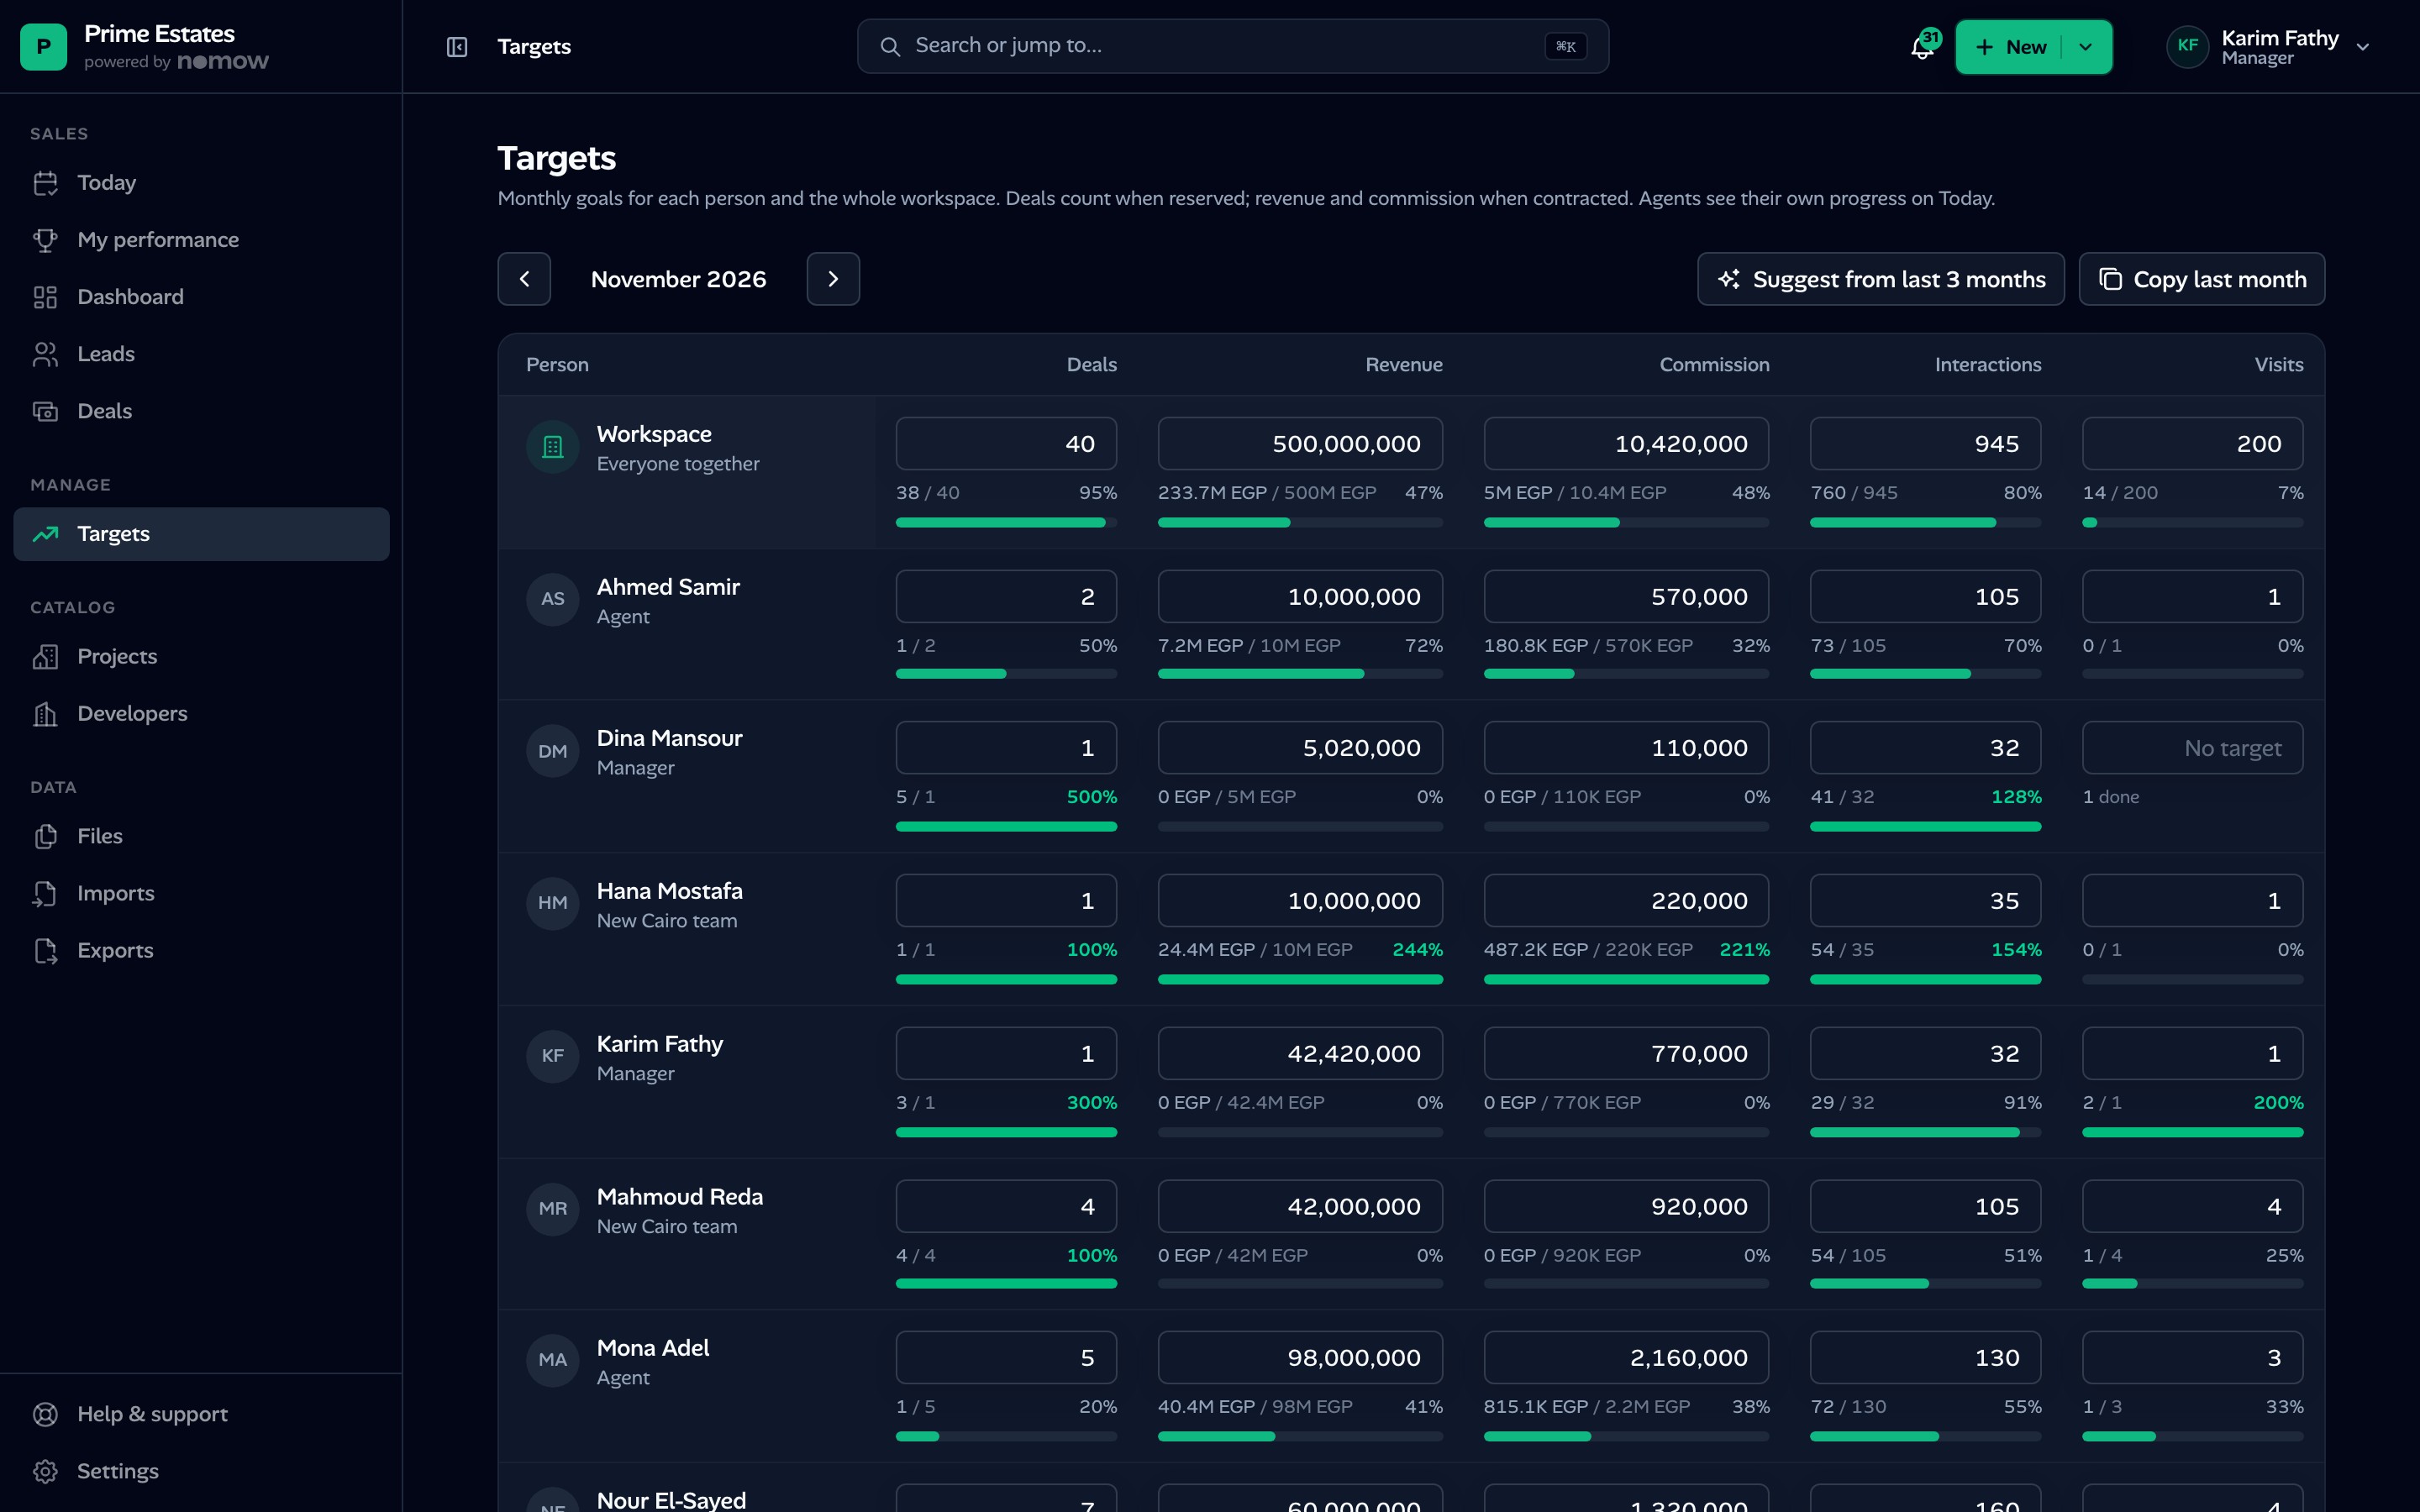 P
Prime Estates
powered by nomow
Targets
Search or jump to...
⌘K
31
New
KF
Karim Fathy
Manager
SALES
Today
My performance
Dashboard
Leads
Deals
MANAGE
Targets
CATALOG
Projects
Developers
DATA
Files
Imports
Exports
Help & support
Settings
Targets
Monthly goals for each person and the whole workspace. Deals count when reserved; revenue and commission when contracted. Agents see their own progress on Today.
November 2026
Suggest from last 3 months
Copy last month
Person Deals Revenue Commission Interactions Visits
Workspace 40 500,000,000 10,420,000 945 200
Everyone together
38 / 40 95% 233.7M EGP / 500M EGP 47% 5M EGP / 10.4M EGP 48% 760 / 945 80% 14 / 200 7%
AS Ahmed Samir 2 10,000,000 570,000 105 1
Agent
1 / 2 50% 7.2M EGP / 10M EGP 72% 180.8K EGP / 570K EGP 32% 73 / 105 70% 0 / 1 0%
DM Dina Mansour 1 5,020,000 110,000 32 No target
Manager
5 / 1 500% 0 EGP / 5M EGP 0% 0 EGP / 110K EGP 0% 41 / 32 128% 1 done
HM Hana Mostafa 1 10,000,000 220,000 35 1
New Cairo team
1 / 1 100% 24.4M EGP / 10M EGP 244% 487.2K EGP / 220K EGP 221% 54 / 35 154% 0 / 1 0%
KF Karim Fathy 1 42,420,000 770,000 32 1
Manager
3 / 1 300% 0 EGP / 42.4M EGP 0% 0 EGP / 770K EGP 0% 29 / 32 91% 2 / 1 200%
MR Mahmoud Reda 4 42,000,000 920,000 105 4
New Cairo team
4 / 4 100% 0 EGP / 42M EGP 0% 0 EGP / 920K EGP 0% 54 / 105 51% 1 / 4 25%
MA Mona Adel 5 98,000,000 2,160,000 130 3
Agent
1 / 5 20% 40.4M EGP / 98M EGP 41% 815.1K EGP / 2.2M EGP 38% 72 / 130 55% 1 / 3 33%
NE Nour El-Sayed 7 60,000,000 1,320,000 160 4